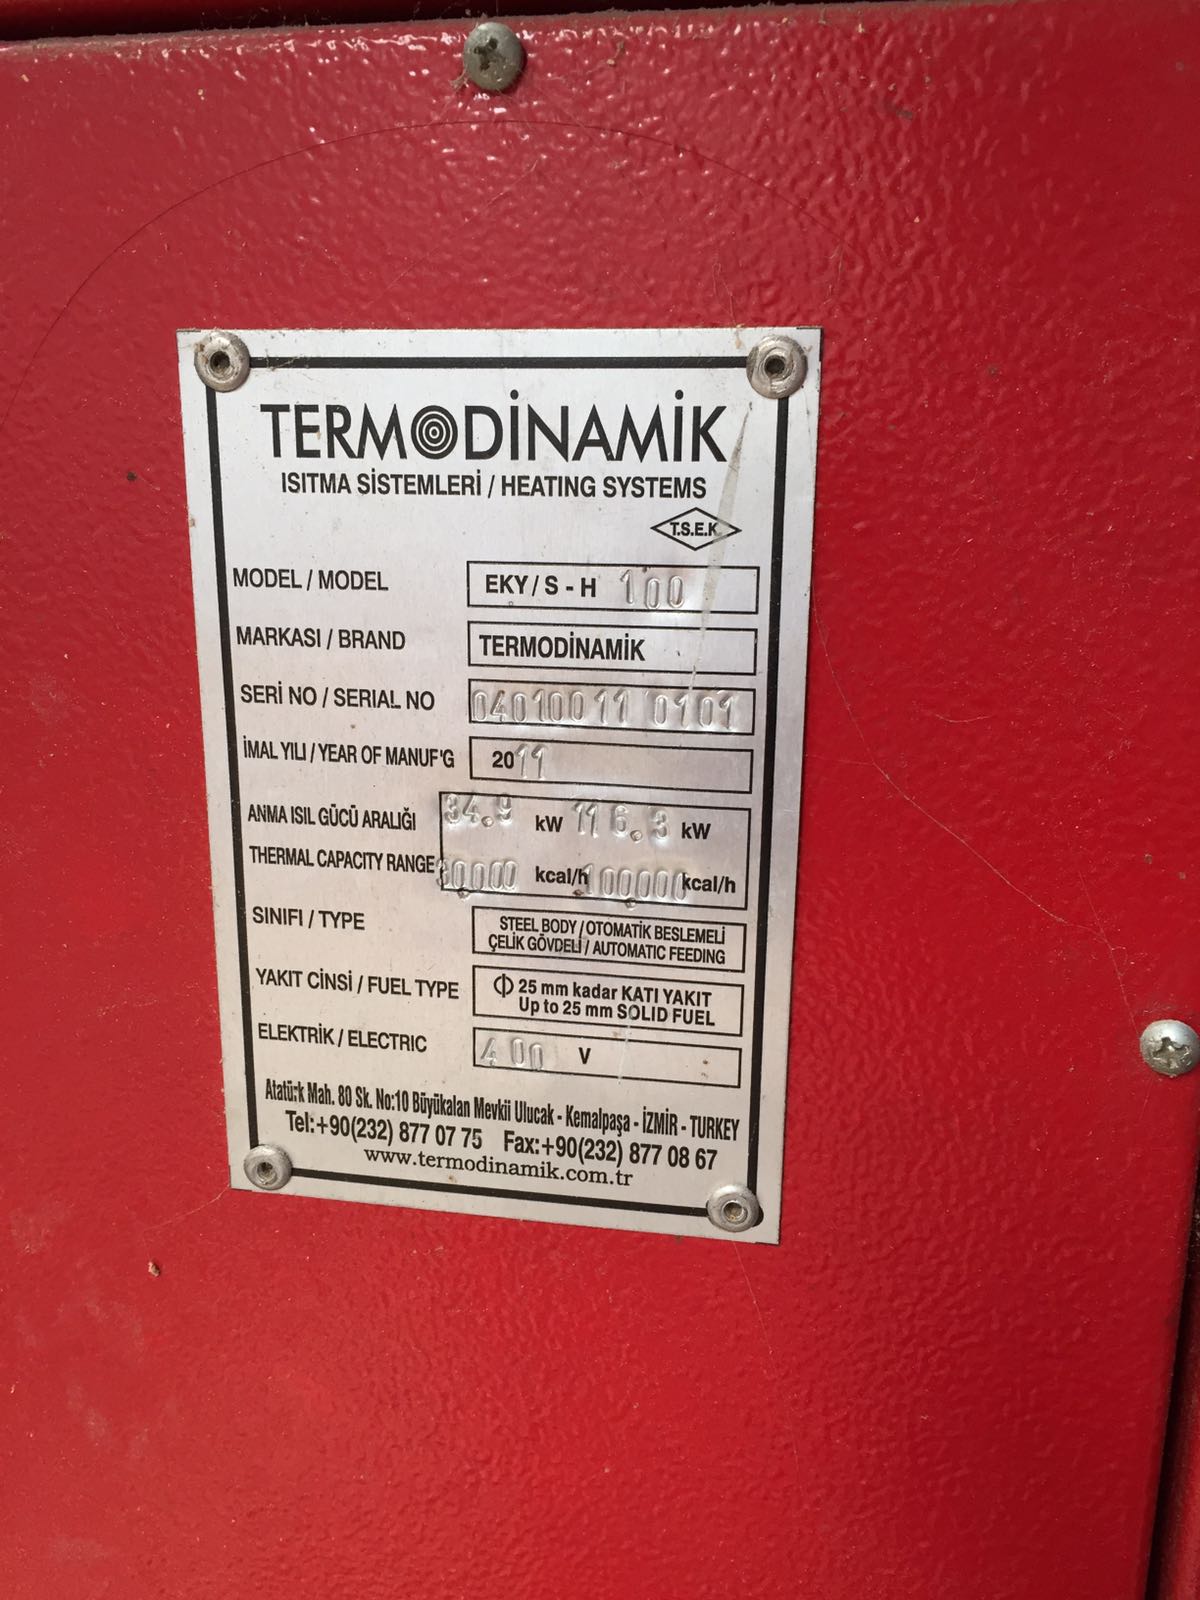 TERMODİNAMİK
ISITMA SİSTEMLERİ / HEATING SYSTEMS
T.S.E.K.
MODEL / MODEL EKY / S - H 100
MARKASI / BRAND TERMODİNAMİK
SERİ NO / SERIAL NO 04010011 0101
İMAL YILI / YEAR OF MANUF'G 2011
ANMA ISIL GÜCÜ ARALIĞI 34.9 kW 116.3 kW
THERMAL CAPACITY RANGE 30000 kcal/h 100000 kcal/h
SINIFI / TYPE STEEL BODY / OTOMATİK BESLEMELİ
ÇELİK GÖVDELİ / AUTOMATIC FEEDING
YAKIT CİNSİ / FUEL TYPE Φ 25 mm kadar KATI YAKIT
Up to 25 mm SOLID FUEL
ELEKTRİK / ELECTRIC 400 V
Atatürk Mah. 80 Sk. No:10 Büyükalan Mevkii Ulucak - Kemalpaşa - İZMİR - TURKEY
Tel:+90(232) 877 07 75 Fax:+90(232) 877 08 67
www.termodinamik.com.tr